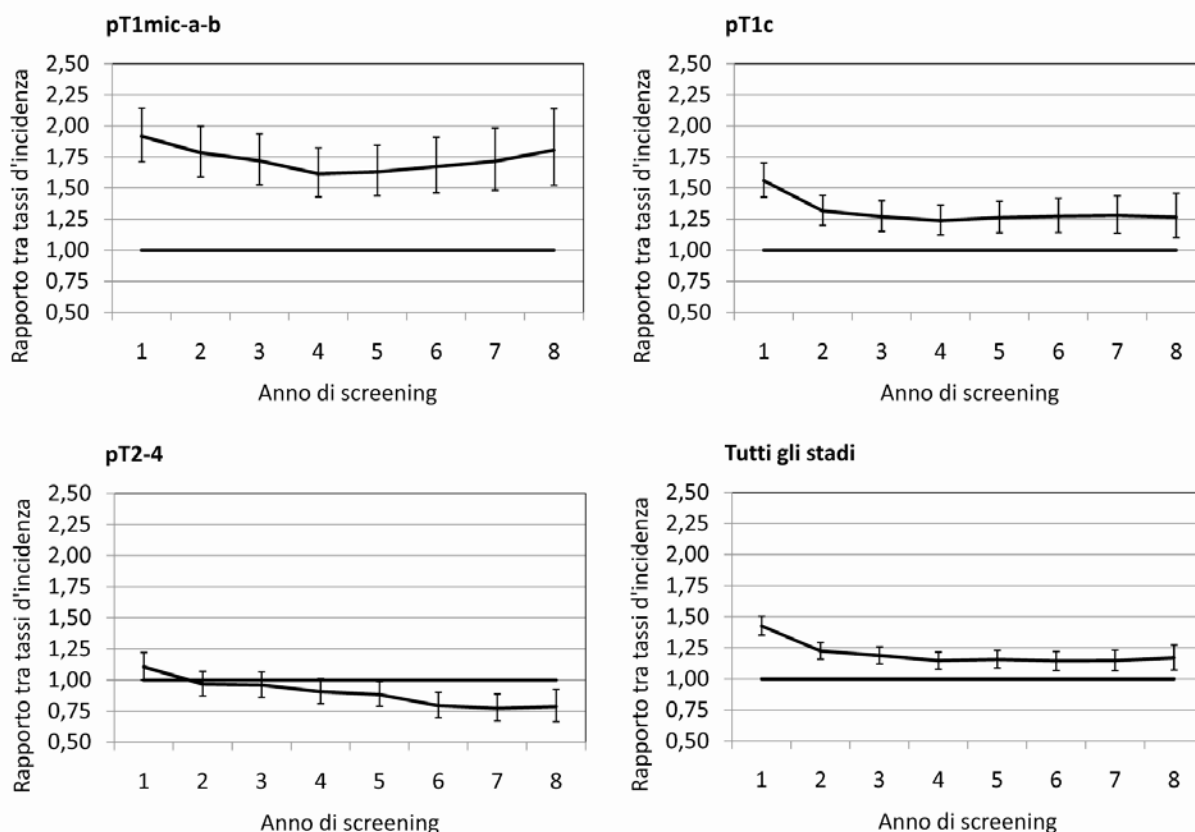 pT1mic-a-b
Rapporto tra tassi d'incidenza
2,50
2,25
2,00
1,75
1,50
1,25
1,00
0,75
0,50
1 2 3 4 5 6 7 8
Anno di screening
pT1c
Rapporto tra tassi d'incidenza
2,50
2,25
2,00
1,75
1,50
1,25
1,00
0,75
0,50
1 2 3 4 5 6 7 8
Anno di screening
pT2-4
Rapporto tra tassi d'incidenza
2,50
2,25
2,00
1,75
1,50
1,25
1,00
0,75
0,50
1 2 3 4 5 6 7 8
Anno di screening
Tutti gli stadi
Rapporto tra tassi d'incidenza
2,50
2,25
2,00
1,75
1,50
1,25
1,00
0,75
0,50
1 2 3 4 5 6 7 8
Anno di screening